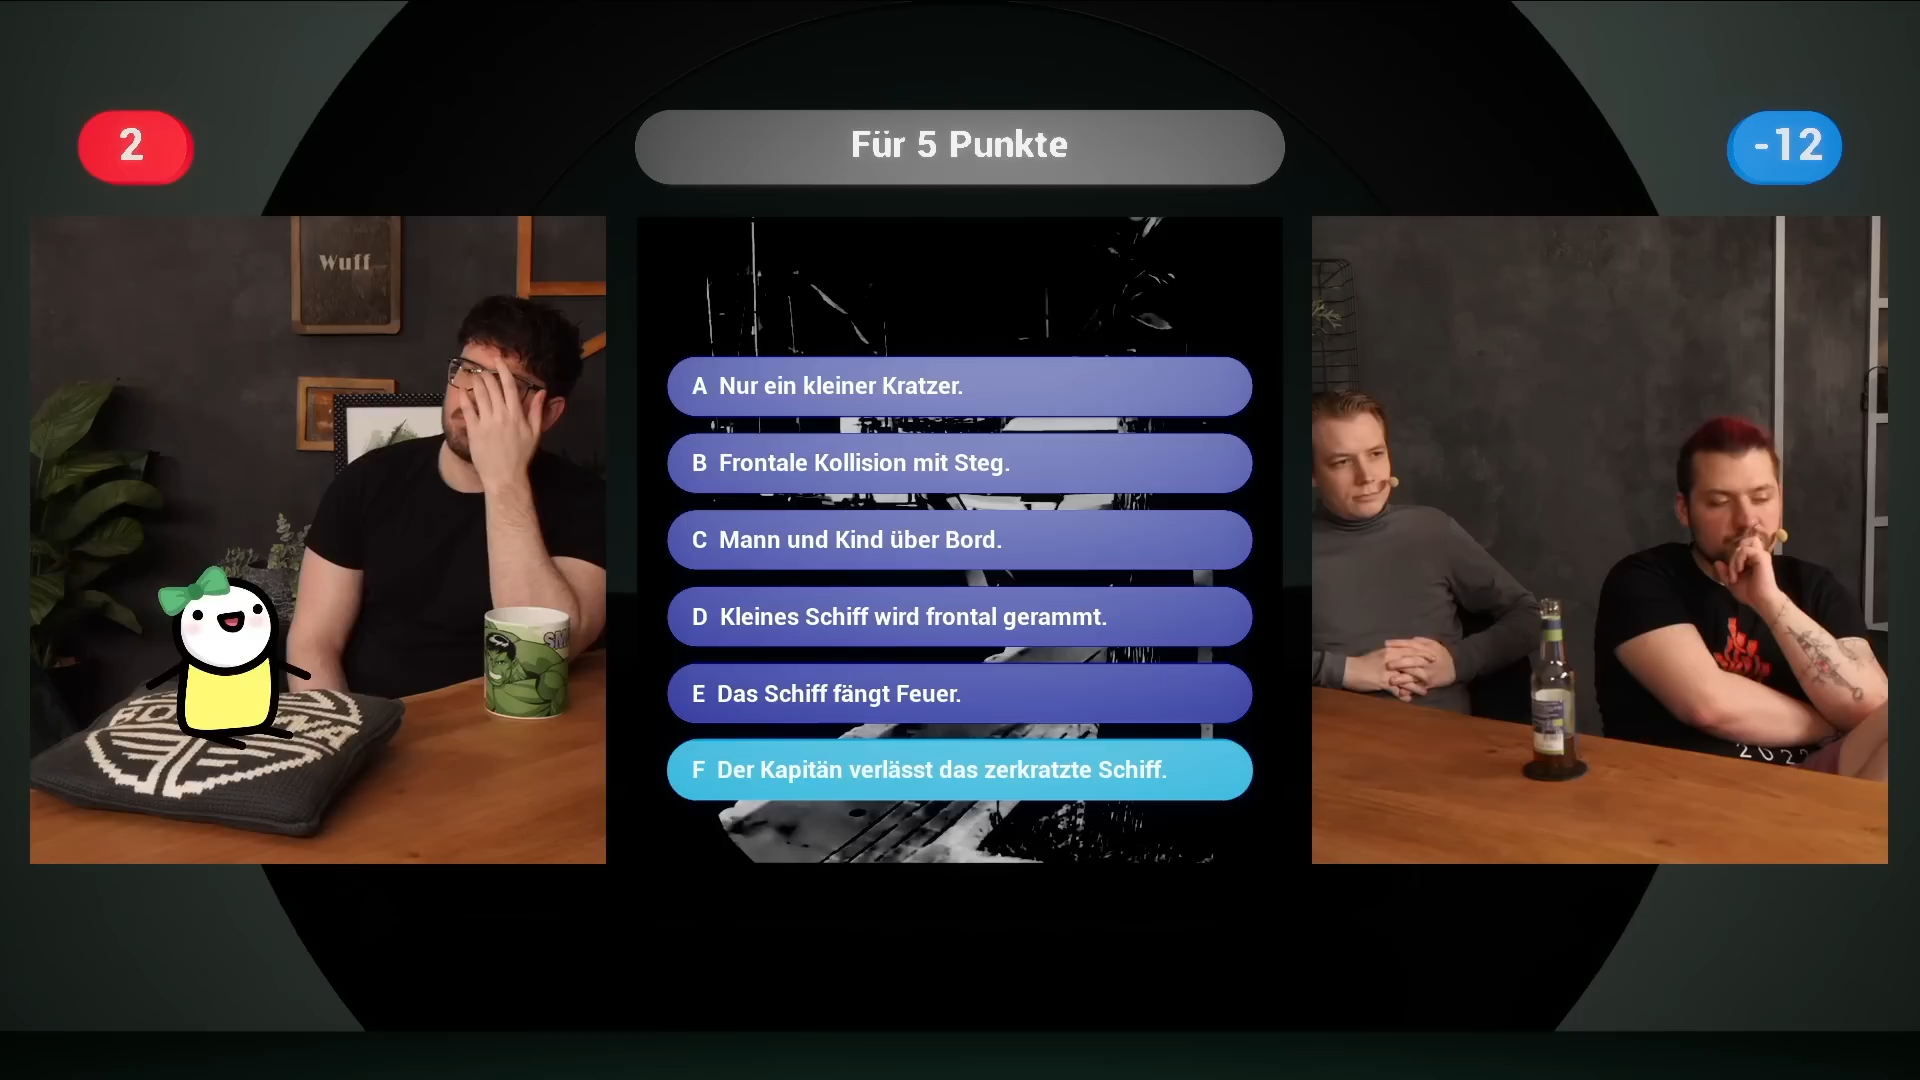 2
Für 5 Punkte
-12
Wuff
A Nur ein kleiner Kratzer.
B Frontale Kollision mit Steg.
C Mann und Kind über Bord.
D Kleines Schiff wird frontal gerammt.
E Das Schiff fängt Feuer.
F Der Kapitän verlässt das zerkratzte Schiff.
2022